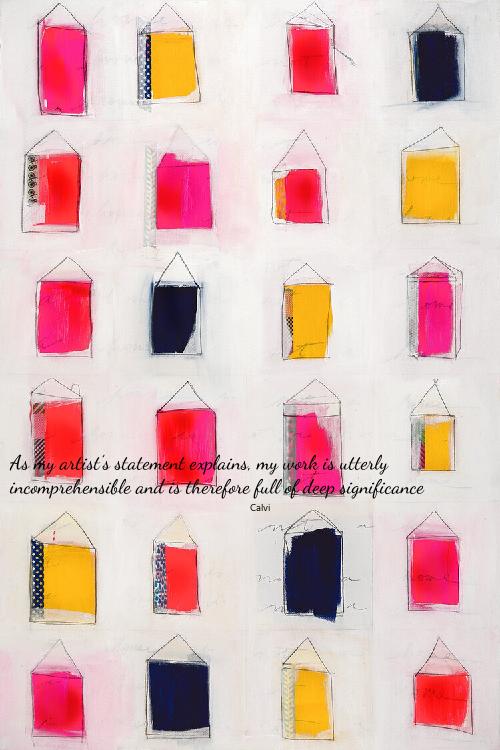 As my artist's statement explains, my work is utterly
incomprehensible and is therefore full of deep significance
Calvi